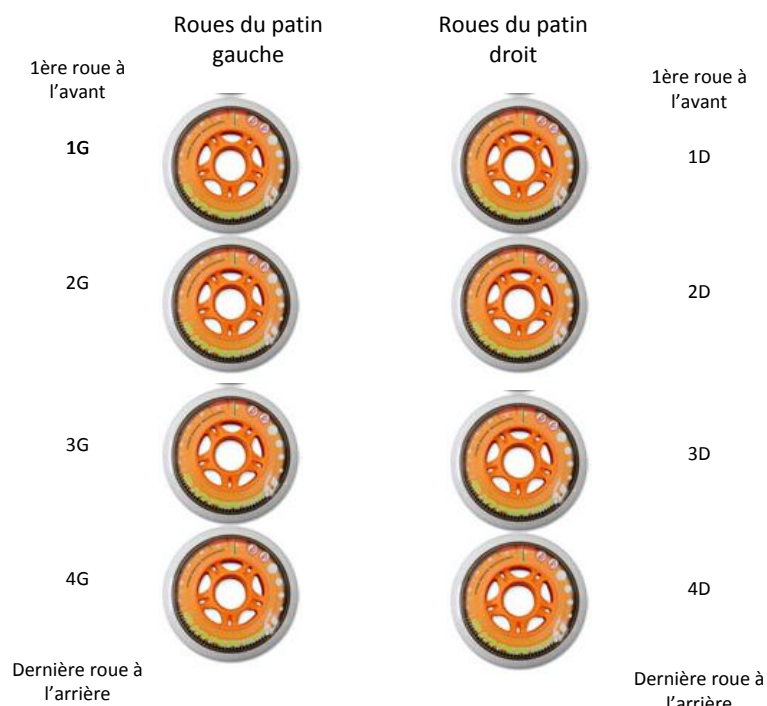 Roues du patin
gauche
Roues du patin
droit
1ère roue à
l’avant
1ère roue à
l’avant
1G
1D
2G
2D
3G
3D
4G
4D
Dernière roue à
l’arrière
Dernière roue à
l’arrière